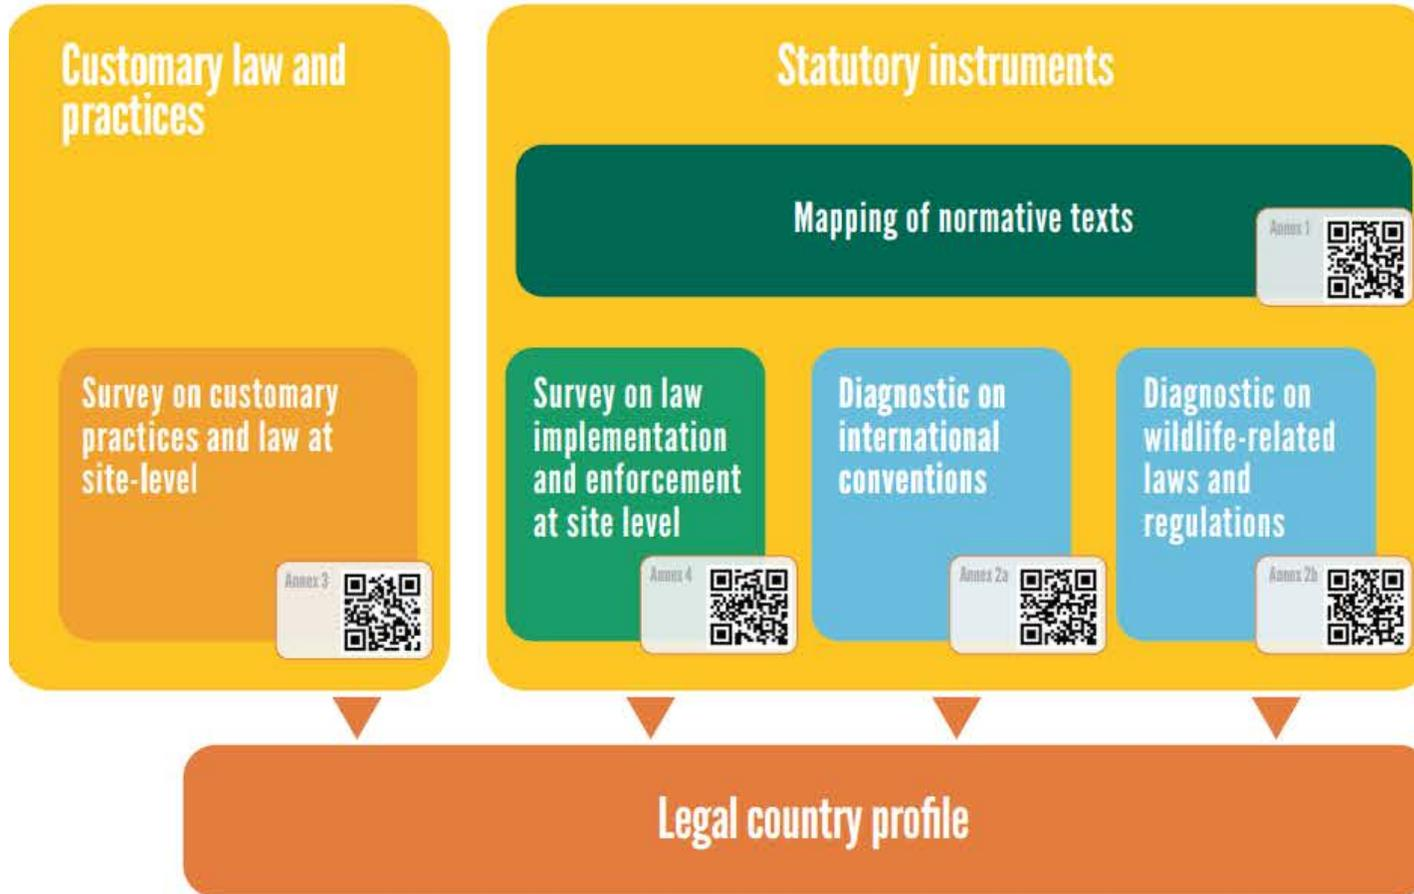 Customary law and
practices
Statutory instruments
Mapping of normative texts
Annex 1
Survey on customary
practices and law at
site-level
Annex 3
Survey on law
implementation
and enforcement
at site level
Annex 4
Diagnostic on
international
conventions
Annex 2a
Diagnostic on
wildlife-related
laws and
regulations
Annex 2b
Legal country profile